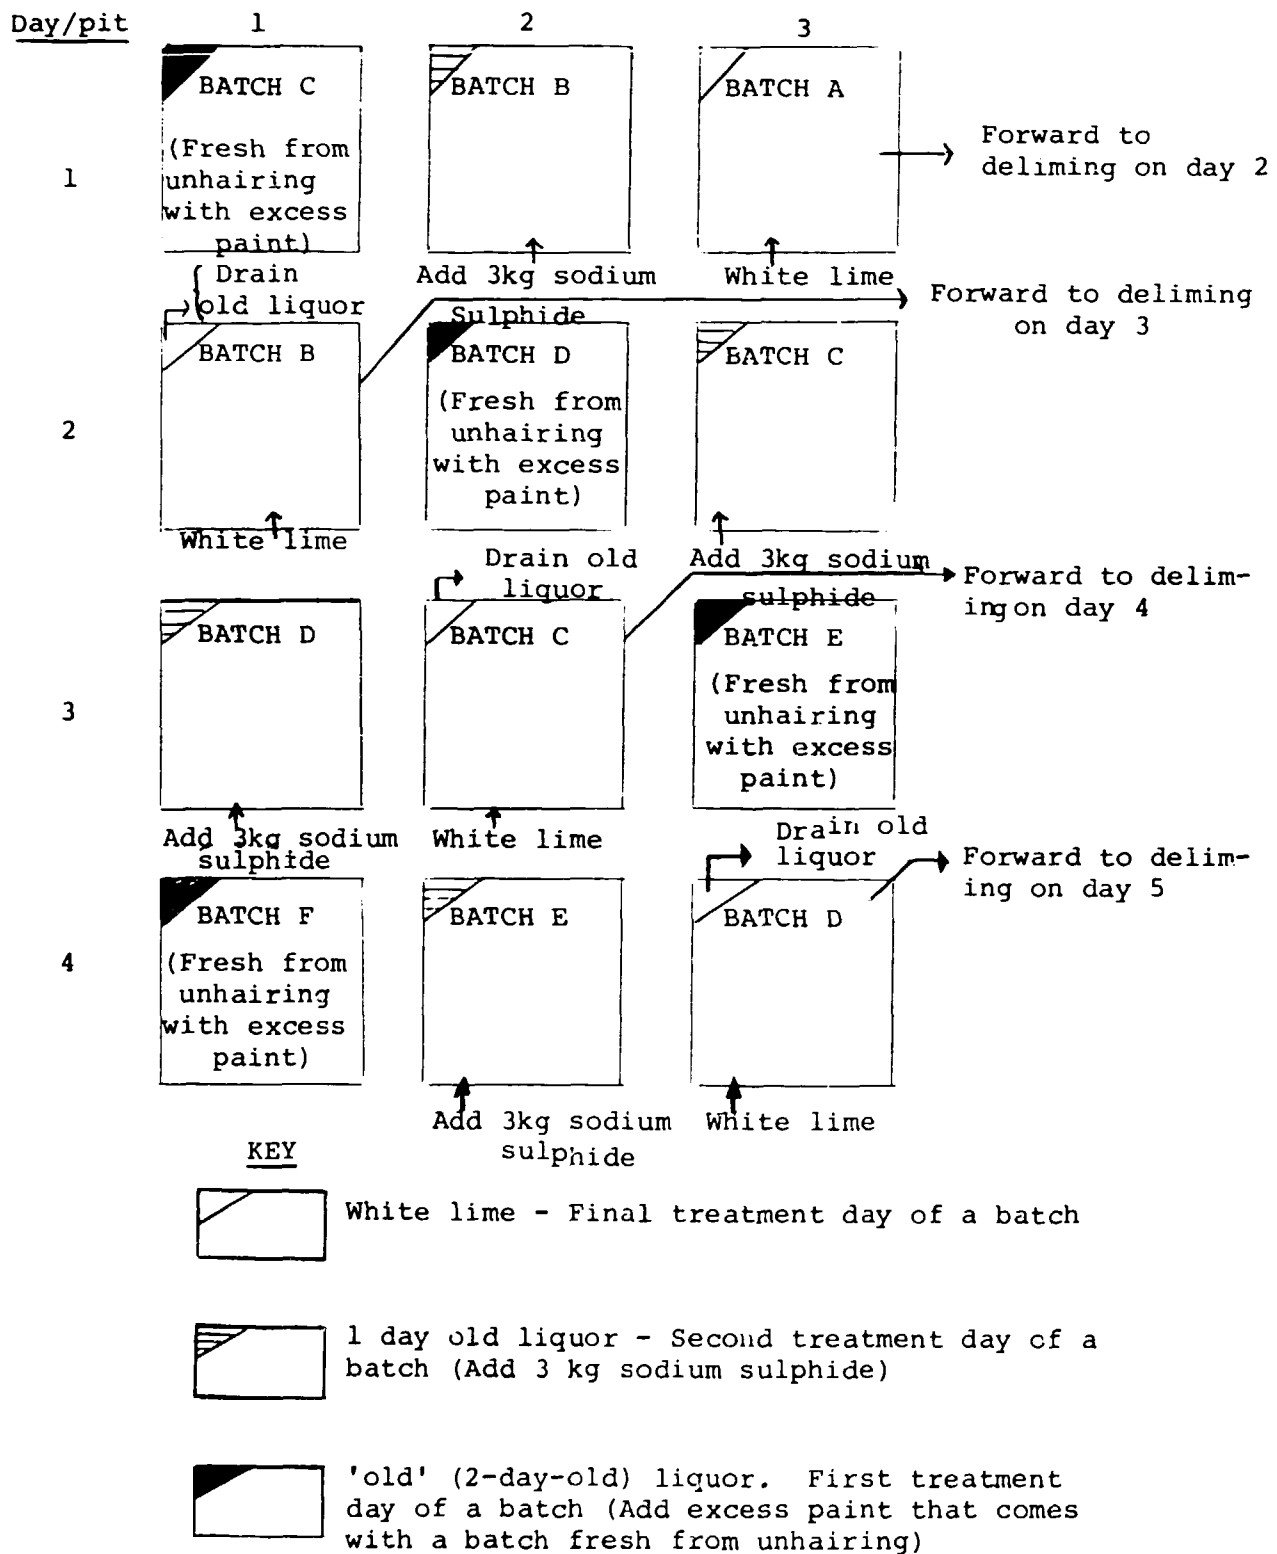 Day/pit 1 2 3
BATCH C BATCH B BATCH A
(Fresh from
unhairing
with excess
paint)
1
Forward to
deliming on day 2
Drain
old liquor
Add 3kg sodium
Sulphide
White lime
Forward to deliming
on day 3
BATCH B BATCH D BATCH C
(Fresh from
unhairing
with excess
paint)
2
White lime
Drain old
liquor
Add 3kg sodium
sulphide
Forward to delim-
ing on day 4
BATCH D BATCH C BATCH E
(Fresh from
unhairing
with excess
paint)
3
Add 3kg sodium
sulphide
White lime
Drain old
liquor
Forward to delim-
ing on day 5
BATCH F BATCH E BATCH D
(Fresh from
unhairing
with excess
paint)
4
Add 3kg sodium
sulphide
White lime
KEY
White lime - Final treatment day of a batch
1 day old liquor - Second treatment day of a
batch (Add 3 kg sodium sulphide)
'old' (2-day-old) liquor. First treatment
day of a batch (Add excess paint that comes
with a batch fresh from unhairing)